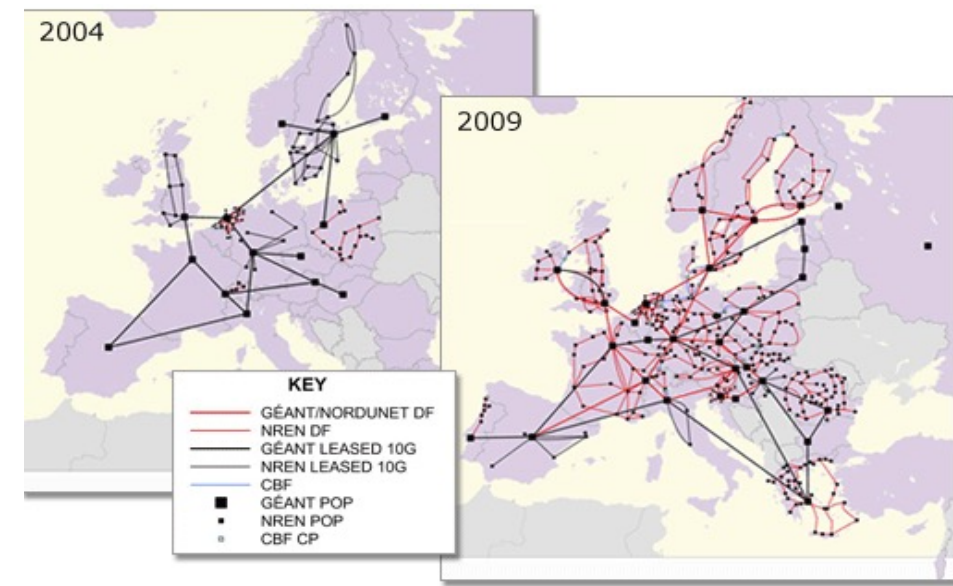 2004
2009
KEY
GÉANT/NORDUNET DF
NREN DF
GÉANT LEASED 10G
NREN LEASED 10G
CBF
GÉANT POP
NREN POP
CBF CP